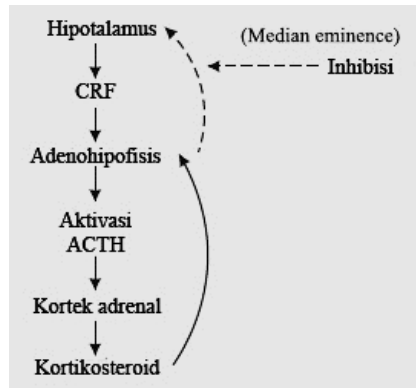 Hipotalamus
(Median eminence)
Inhibisi
CRF
Adenohipofisis
Aktivasi
ACTH
Kortek adrenal
Kortikosteroid